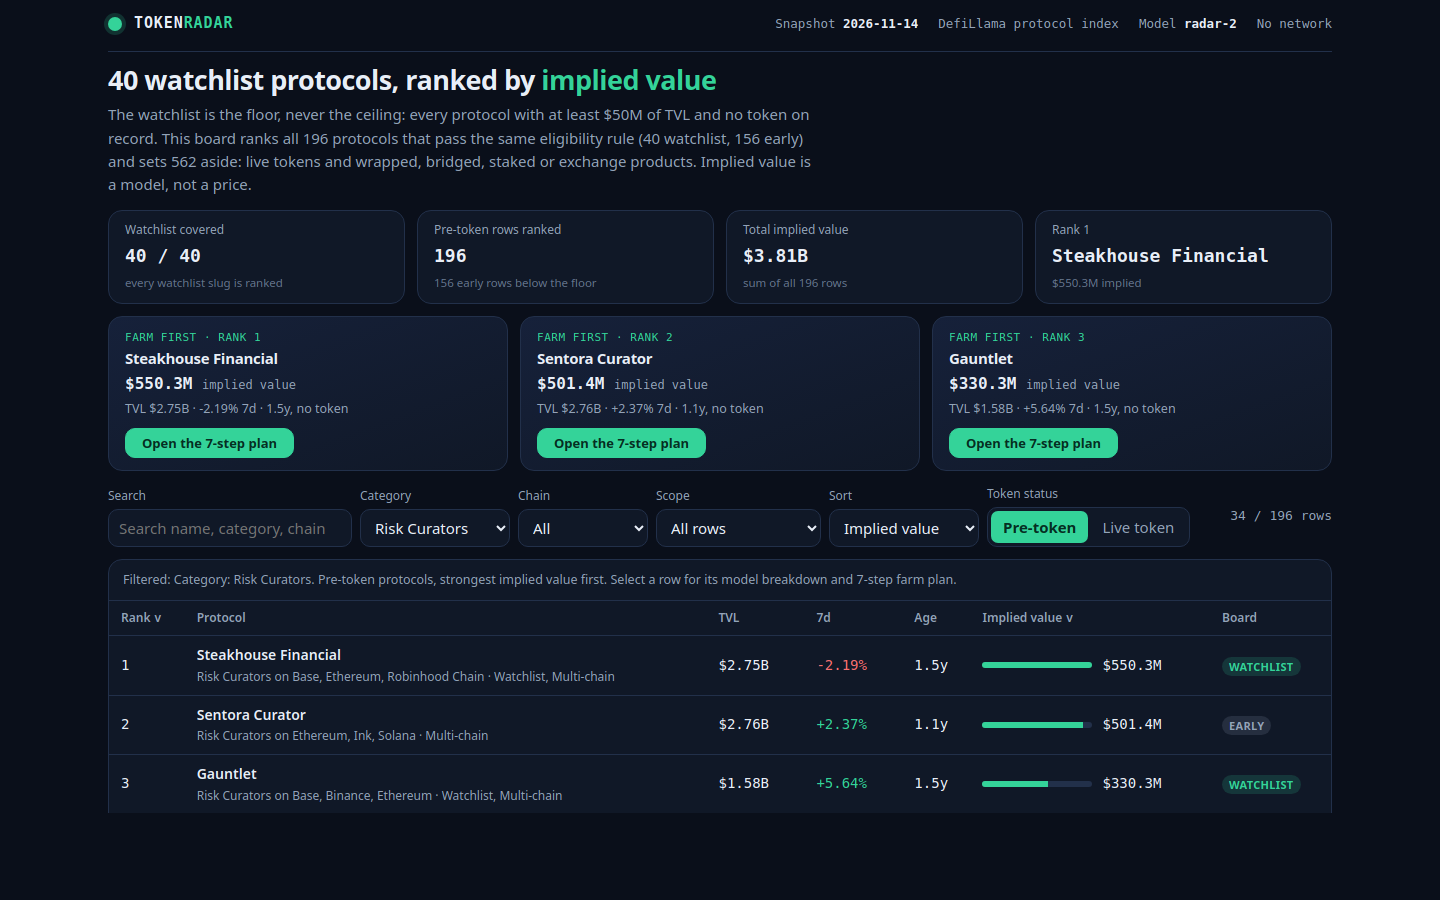 TOKENRADAR
Snapshot 2026-11-14 DefiLlama protocol index Model radar-2 No network
40 watchlist protocols, ranked by implied value
The watchlist is the floor, never the ceiling: every protocol with at least $50M of TVL and no token on
record. This board ranks all 196 protocols that pass the same eligibility rule (40 watchlist, 156 early)
and sets 562 aside: live tokens and wrapped, bridged, staked or exchange products. Implied value is
a model, not a price.
Watchlist covered
40 / 40
every watchlist slug is ranked
Pre-token rows ranked
196
156 early rows below the floor
Total implied value
$3.81B
sum of all 196 rows
Rank 1
Steakhouse Financial
$550.3M implied
FARM FIRST · RANK 1
Steakhouse Financial
$550.3M implied value
TVL $2.75B · -2.19% 7d · 1.5y, no token
Open the 7-step plan
FARM FIRST · RANK 2
Sentora Curator
$501.4M implied value
TVL $2.76B · +2.37% 7d · 1.1y, no token
Open the 7-step plan
FARM FIRST · RANK 3
Gauntlet
$330.3M implied value
TVL $1.58B · +5.64% 7d · 1.5y, no token
Open the 7-step plan
Search
Search name, category, chain
Category
Risk Curators
Chain
All
Scope
All rows
Sort
Implied value
Token status
Pre-token Live token
34 / 196 rows
Filtered: Category: Risk Curators. Pre-token protocols, strongest implied value first. Select a row for its model breakdown and 7-step farm plan.
Rank v Protocol TVL 7d Age Implied value v Board
1 Steakhouse Financial $2.75B -2.19% 1.5y $550.3M WATCHLIST
Risk Curators on Base, Ethereum, Robinhood Chain · Watchlist, Multi-chain
2 Sentora Curator $2.76B +2.37% 1.1y $501.4M EARLY
Risk Curators on Ethereum, Ink, Solana · Multi-chain
3 Gauntlet $1.58B +5.64% 1.5y $330.3M WATCHLIST
Risk Curators on Base, Binance, Ethereum · Watchlist, Multi-chain